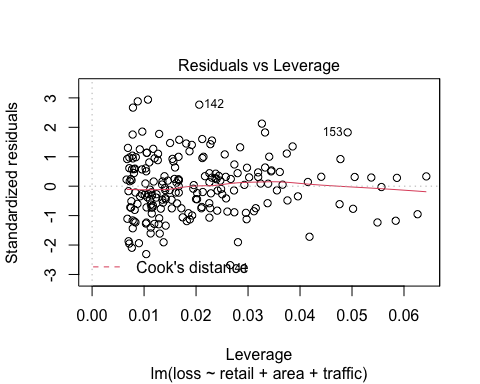 Residuals vs Leverage
Standardized residuals
3
2
1
0
-1
-2
-3
142
153
41
Cook's distance
0.00 0.01 0.02 0.03 0.04 0.05 0.06
Leverage
lm(loss ~ retail + area + traffic)